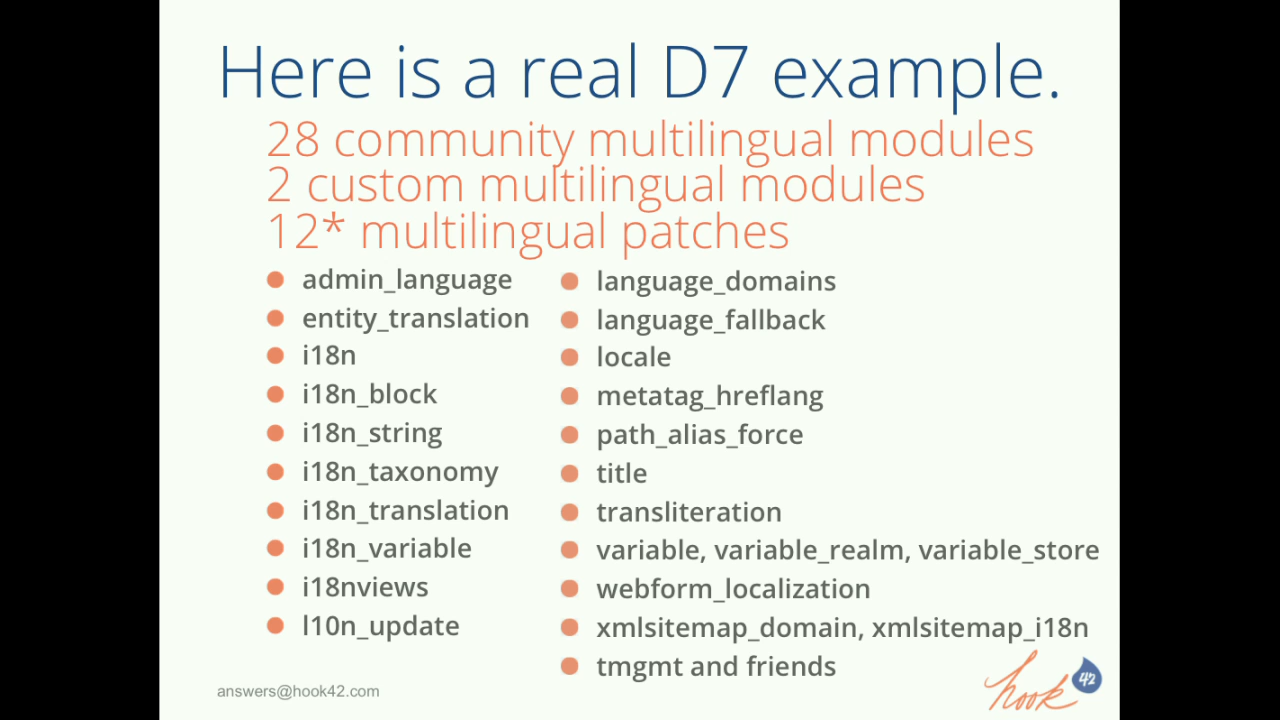 Here is a real D7 example.
28 community multilingual modules
2 custom multilingual modules
12* multilingual patches
admin_language
entity_translation
i18n
i18n_block
i18n_string
i18n_taxonomy
i18n_translation
i18n_variable
i18nviews
l10n_update
language_domains
language_fallback
locale
metatag_hreflang
path_alias_force
title
transliteration
variable, variable_realm, variable_store
webform_localization
xmlsitemap_domain, xmlsitemap_i18n
tmgmt and friends
answers@hook42.com
hook 42